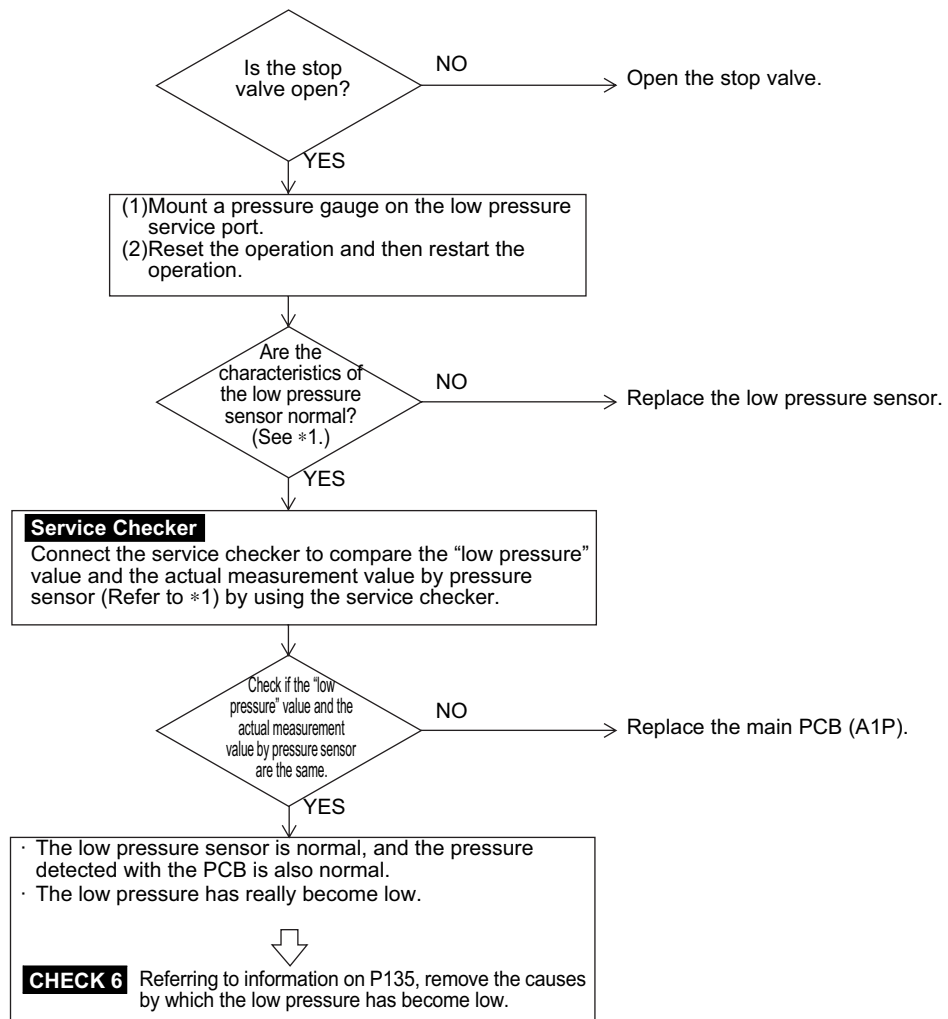 Is the stop
valve open?
NO
Open the stop valve.
YES
(1)Mount a pressure gauge on the low pressure
service port.
(2)Reset the operation and then restart the
operation.
Are the
characteristics of
the low pressure
sensor normal?
(See *1.)
NO
Replace the low pressure sensor.
YES
Service Checker
Connect the service checker to compare the “low pressure”
value and the actual measurement value by pressure
sensor (Refer to *1) by using the service checker.
Check if the “low
pressure” value and the
actual measurement
value by pressure sensor
are the same.
NO
Replace the main PCB (A1P).
YES
· The low pressure sensor is normal, and the pressure
detected with the PCB is also normal.
· The low pressure has really become low.
CHECK 6 Referring to information on P135, remove the causes
by which the low pressure has become low.